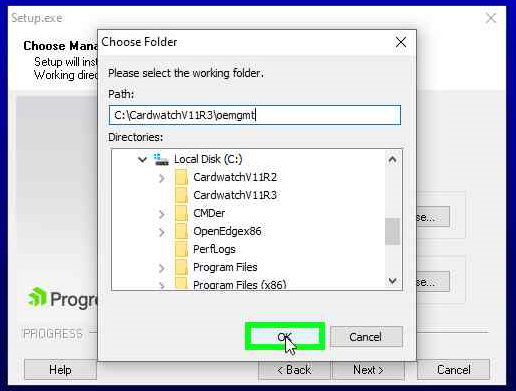 Setup.exe
Choose Mana
Setup will inst
Working direc
Choose Folder
Please select the working folder.
Path:
C:\CardwatchV11R3\oemgmt
Directories:
Local Disk (C:)
CardwatchV11R2
CardwatchV11R3
CMDer
OpenEdgex86
PerfLogs
Program Files
Program Files (x86)
se...
se...
Progre
PROGRESS
OK
Cancel
Help
< Back
Next >
Cancel